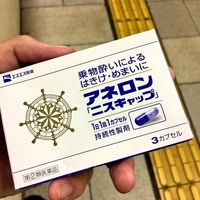 エスエス製薬
乗物酔いによる
はきけ・めまいに
アネロン
「ニスキャップ」
1日1回1カプセル
持続性製剤
指定第②類医薬品
3カプセル